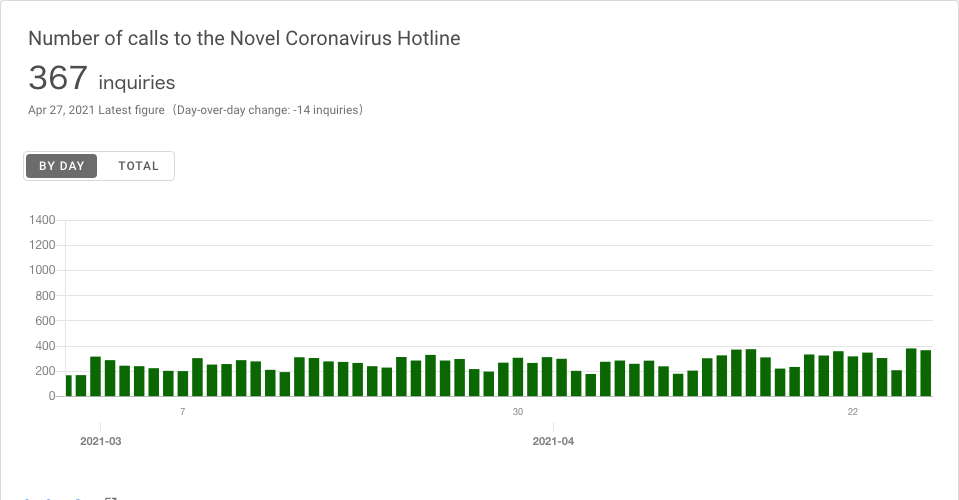 Number of calls to the Novel Coronavirus Hotline
367 inquiries
Apr 27, 2021 Latest figure（Day-over-day change: -14 inquiries）
BY DAY TOTAL
1400
1200
1000
800
600
400
200
0
7 30 22
2021-03 2021-04